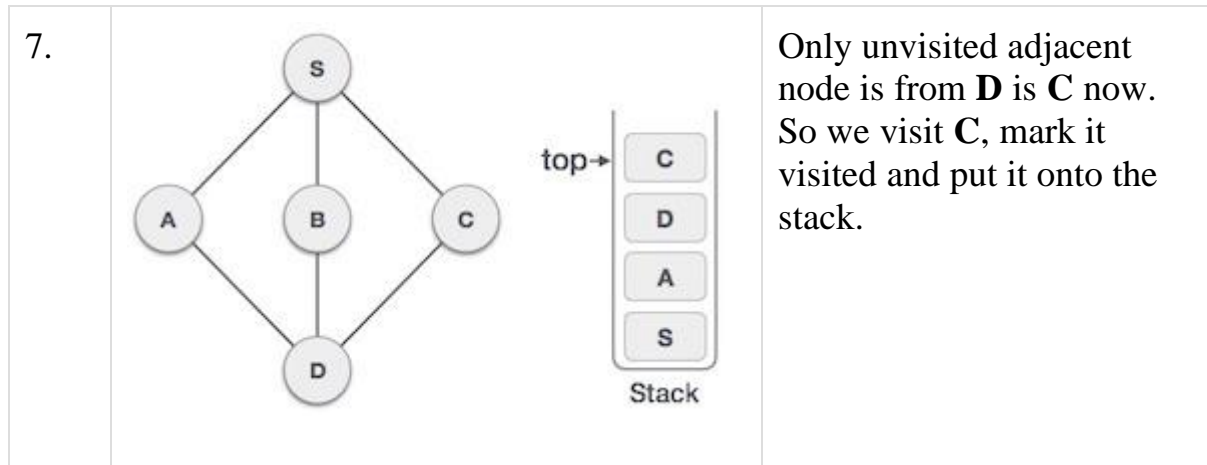 7.
S
A
B
C
D
top
C
D
A
S
Stack
Only unvisited adjacent
node is from D is C now.
So we visit C, mark it
visited and put it onto the
stack.